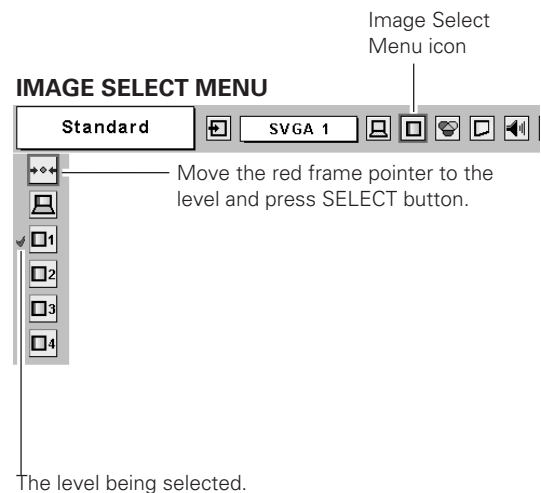 Image Select
Menu icon
IMAGE SELECT MENU
Standard
SVGA 1
Move the red frame pointer to the
level and press SELECT button.
1
2
3
4
The level being selected.